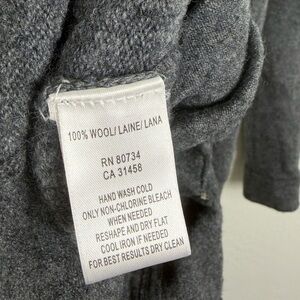 100% WOOL/ LAINE/ LANA
RN 80734
CA 31458
HAND WASH COLD
ONLY NON-CHLORINE BLEACH
WHEN NEEDED
RESHAPE AND DRY FLAT
COOL IRON IF NEEDED
FOR BEST RESULTS DRY CLEAN